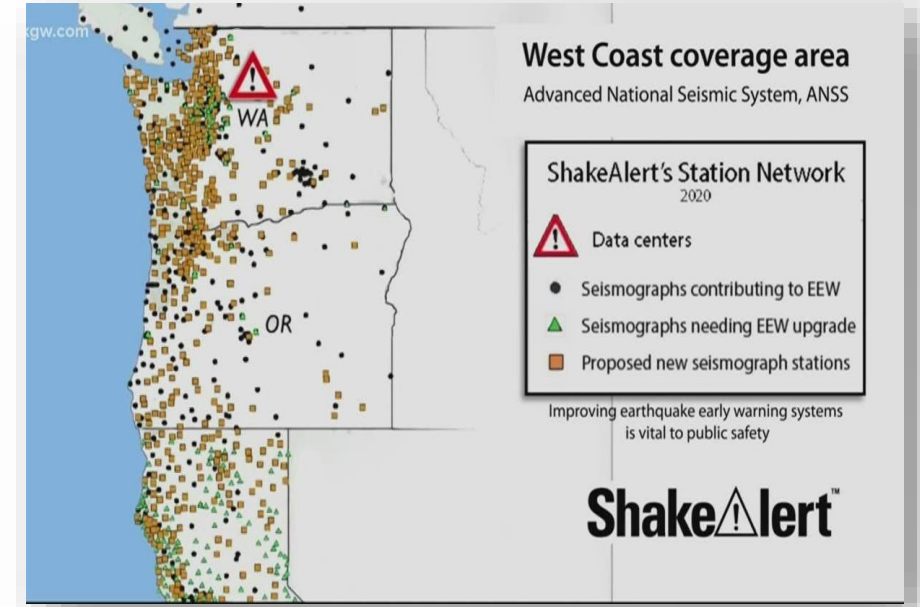 kgw.com
West Coast coverage area
Advanced National Seismic System, ANSS
WA
ShakeAlert's Station Network
2020
Data centers
Seismographs contributing to EEW
OR
Seismographs needing EEW upgrade
Proposed new seismograph stations
Improving earthquake early warning systems
is vital to public safety
ShakeAlert™